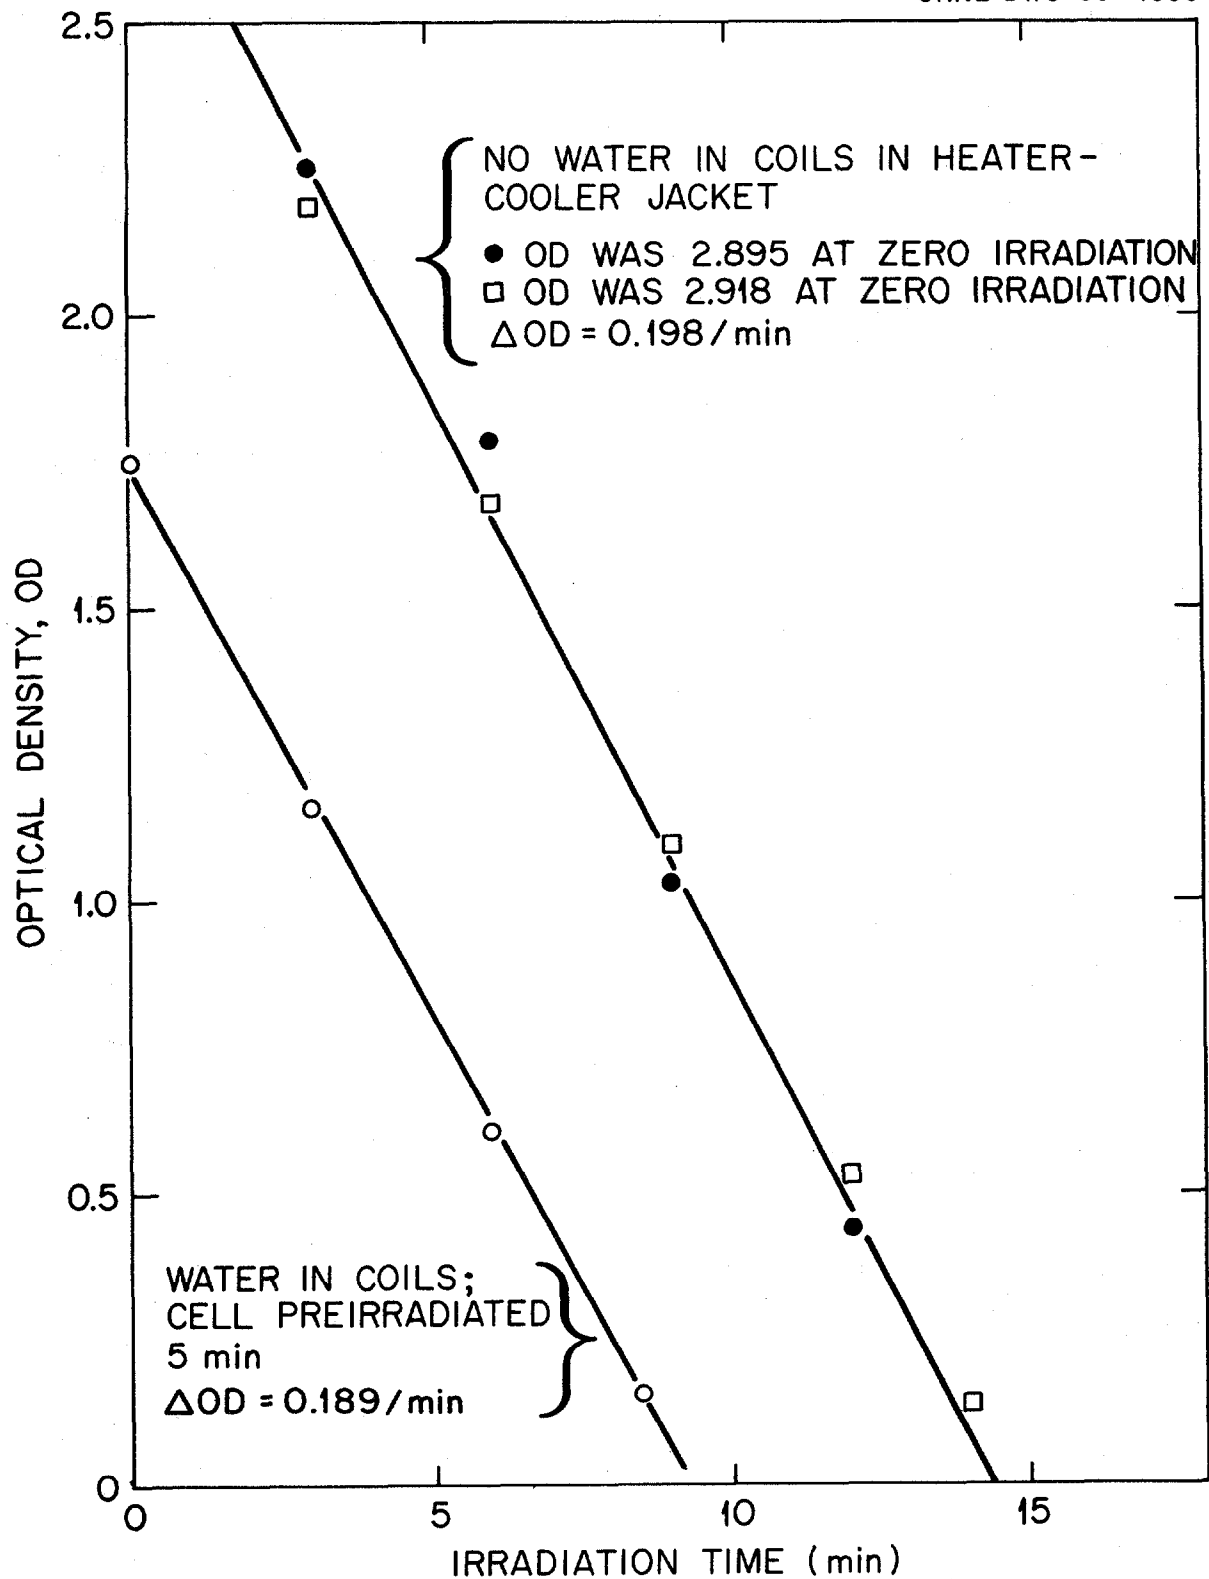 2.5
NO WATER IN COILS IN HEATER-
COOLER JACKET
● OD WAS 2.895 AT ZERO IRRADIATION
□ OD WAS 2.918 AT ZERO IRRADIATION
△OD = 0.198/min
2.0
1.5
OPTICAL DENSITY, OD
1.0
0.5
WATER IN COILS;
CELL PREIRRADIATED
5 min
△OD = 0.189/min
0
0 5 10 15
IRRADIATION TIME (min)